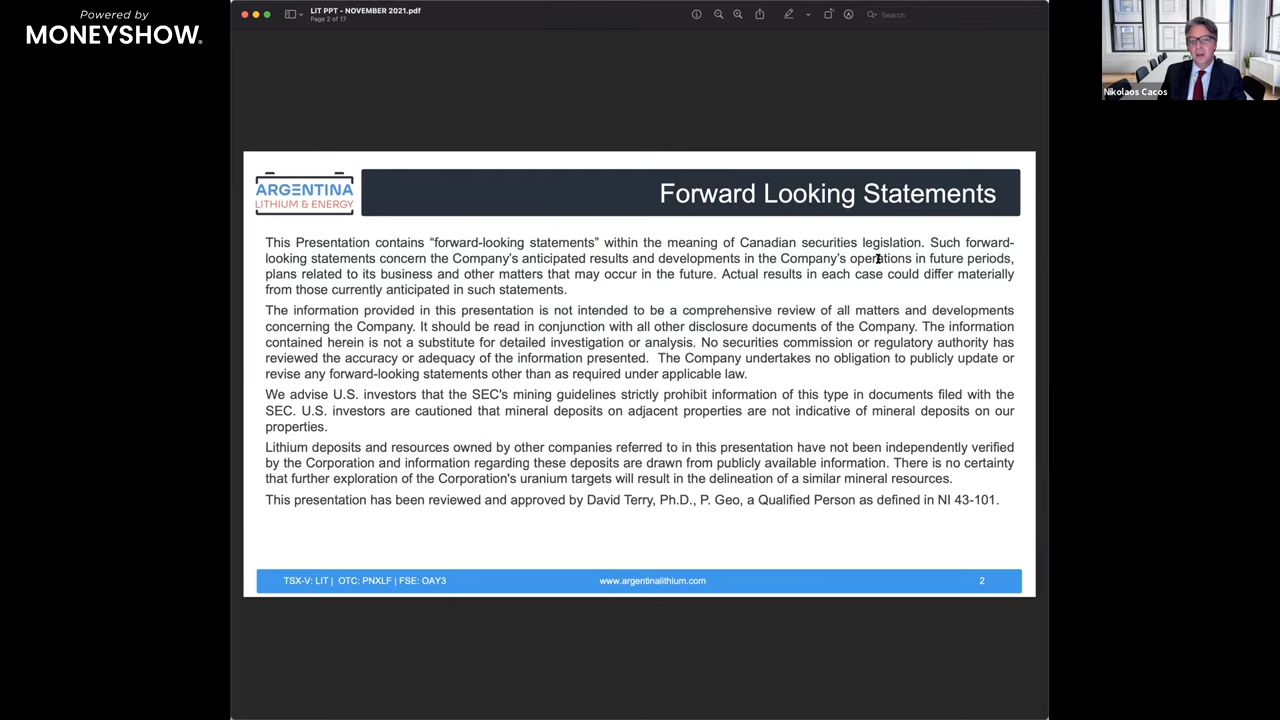 Powered by
MONEYSHOW.
LIT PPT - NOVEMBER 2021.pdf
Page 2 of 17
Search
Nikolaos Cacos
ARGENTINA
LITHIUM & ENERGY
Forward Looking Statements
This Presentation contains “forward-looking statements” within the meaning of Canadian securities legislation. Such forward-
looking statements concern the Company’s anticipated results and developments in the Company’s operations in future periods,
plans related to its business and other matters that may occur in the future. Actual results in each case could differ materially
from those currently anticipated in such statements.
The information provided in this presentation is not intended to be a comprehensive review of all matters and developments
concerning the Company. It should be read in conjunction with all other disclosure documents of the Company. The information
contained herein is not a substitute for detailed investigation or analysis. No securities commission or regulatory authority has
reviewed the accuracy or adequacy of the information presented. The Company undertakes no obligation to publicly update or
revise any forward-looking statements other than as required under applicable law.
We advise U.S. investors that the SEC's mining guidelines strictly prohibit information of this type in documents filed with the
SEC. U.S. investors are cautioned that mineral deposits on adjacent properties are not indicative of mineral deposits on our
properties.
Lithium deposits and resources owned by other companies referred to in this presentation have not been independently verified
by the Corporation and information regarding these deposits are drawn from publicly available information. There is no certainty
that further exploration of the Corporation's uranium targets will result in the delineation of a similar mineral resources.
This presentation has been reviewed and approved by David Terry, Ph.D., P. Geo, a Qualified Person as defined in NI 43-101.
TSX-V: LIT | OTC: PNXLF | FSE: OAY3
www.argentinalithium.com
2